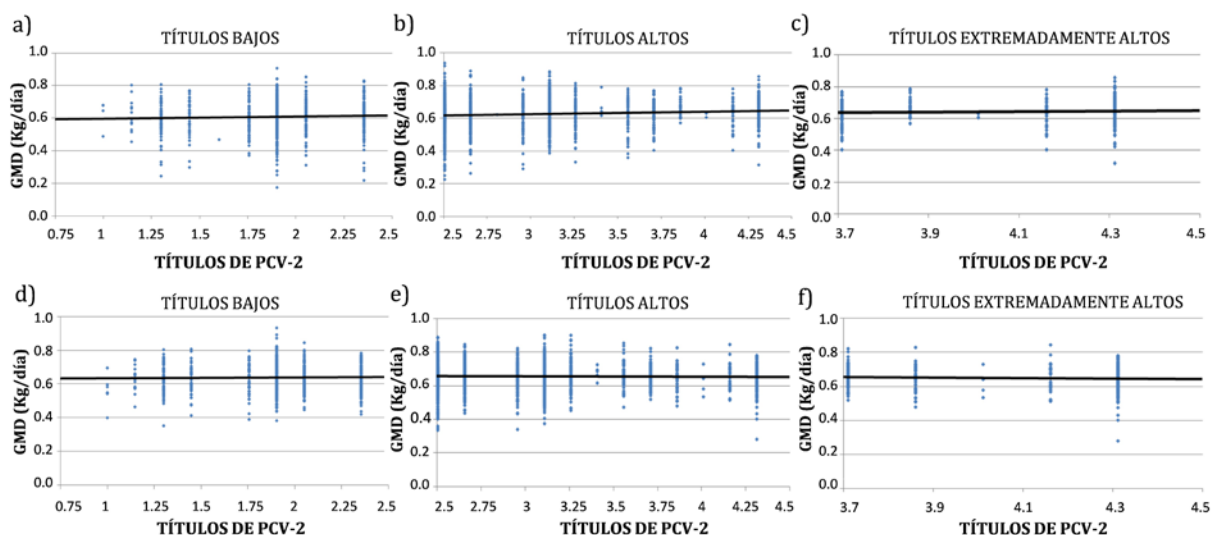 a)
TÍTULOS BAJOS
GMD (Kg/día)
1.0
0.8
0.6
0.4
0.2
0.0
0.75 1 1.25 1.5 1.75 2 2.25 2.5
TÍTULOS DE PCV-2
b)
TÍTULOS ALTOS
GMD (Kg/día)
1.0
0.8
0.6
0.4
0.2
0.0
2.5 2.75 3 3.25 3.5 3.75 4 4.25 4.5
TÍTULOS DE PCV-2
c)
TÍTULOS EXTREMADAMENTE ALTOS
GMD (Kg/día)
1.0
0.8
0.6
0.4
0.2
0.0
3.7 3.9 4.1 4.3 4.5
TÍTULOS DE PCV-2
d)
TÍTULOS BAJOS
GMD (Kg/día)
1.0
0.8
0.6
0.4
0.2
0.0
0.75 1 1.25 1.5 1.75 2 2.25 2.5
TÍTULOS DE PCV-2
e)
TÍTULOS ALTOS
GMD (Kg/día)
1.0
0.8
0.6
0.4
0.2
0.0
2.5 2.75 3 3.25 3.5 3.75 4 4.25 4.5
TÍTULOS DE PCV-2
f)
TÍTULOS EXTREMADAMENTE ALTOS
GMD (Kg/día)
1.0
0.8
0.6
0.4
0.2
0.0
3.7 3.9 4.1 4.3 4.5
TÍTULOS DE PCV-2